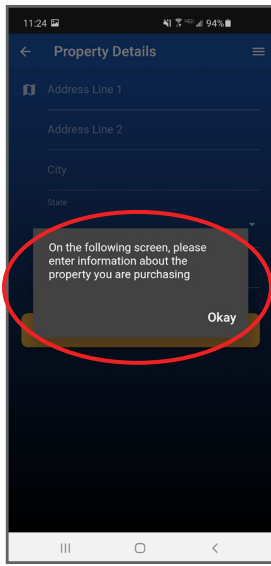 11:24 94%
Property Details
Address Line 1
Address Line 2
City
State
On the following screen, please
enter information about the
property you are purchasing
Okay